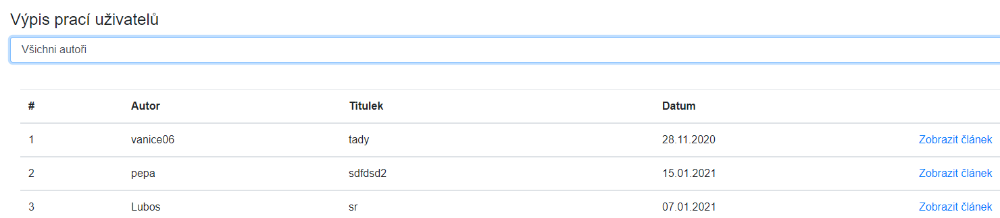 Výpis prací uživatelů
Všichni autoři
# Autor Titulek Datum
1 vanice06 tady 28.11.2020 Zobrazit článek
2 pepa sdfdsd2 15.01.2021 Zobrazit článek
3 Lubos sr 07.01.2021 Zobrazit článek